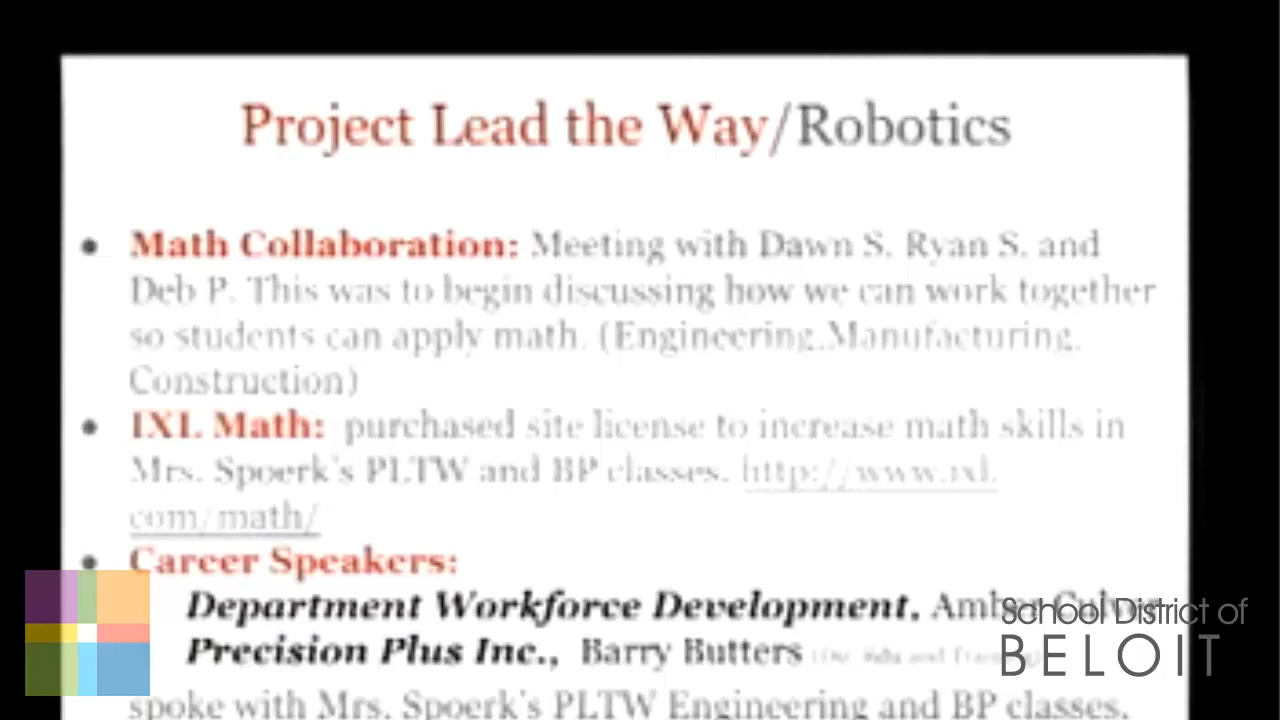 Project Lead the Way/Robotics
• Math Collaboration: Meeting with Dawn S. Ryan S. and
Deb P. This was to begin discussing how we can work together
so students can apply math. (Engineering,Manufacturing,
Construction)
• IXL Math: purchased site license to increase math skills in
Mrs. Spoerk's PLTW and BP classes. http://www.ixl.
com/math/
• Career Speakers:
Department Workforce Development, Amber
Precision Plus Inc., Barry Butters
spoke with Mrs. Spoerk's PLTW Engineering and BP classes.
School District of
BELOIT